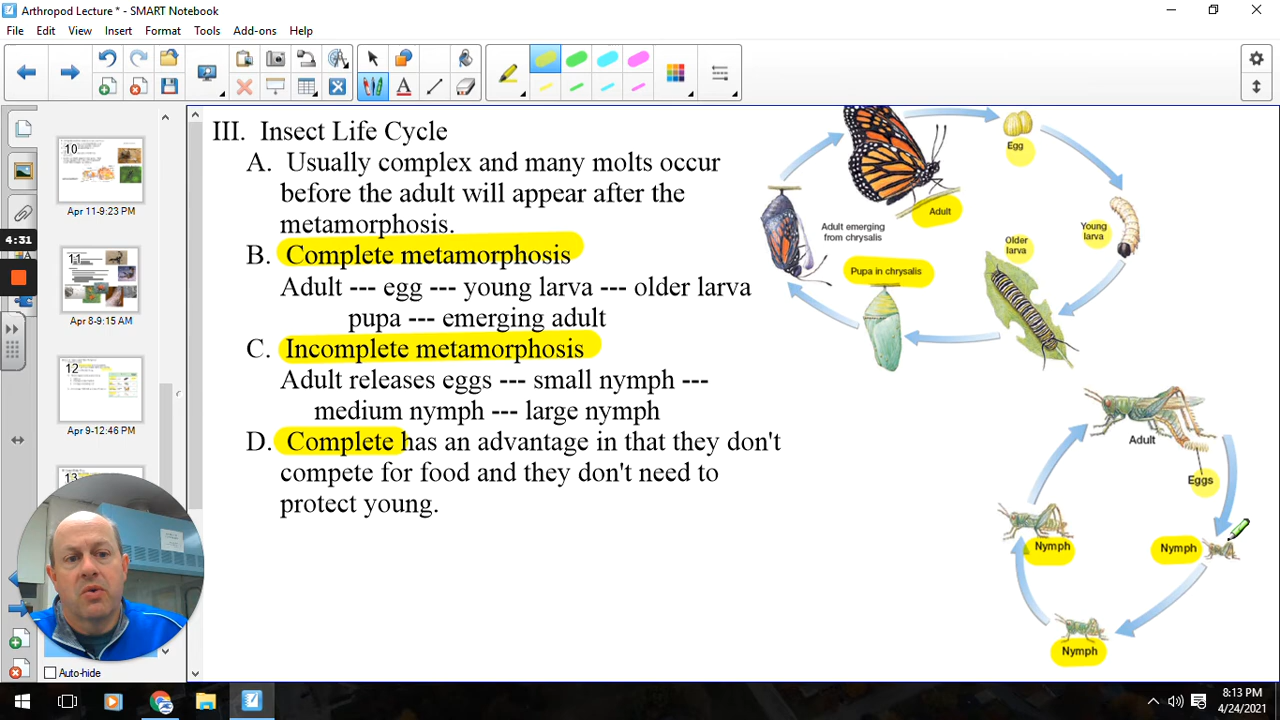 Arthropod Lecture * - SMART Notebook
File Edit View Insert Format Tools Add-ons Help
10
Apr 11-9:23 PM
4:31
11
Apr 8-9:15 AM
12
Apr 9-12:46 PM
13
Auto-hide
III. Insect Life Cycle
A. Usually complex and many molts occur
before the adult will appear after the
metamorphosis.
B. Complete metamorphosis
Adult --- egg --- young larva --- older larva
pupa --- emerging adult
C. Incomplete metamorphosis
Adult releases eggs --- small nymph ---
medium nymph --- large nymph
D. Complete has an advantage in that they don't
compete for food and they don't need to
protect young.
Egg
Adult
Adult emerging
from chrysalis
Young
larva
Older
larva
Pupa in chrysalis
Adult
Eggs
Nymph
Nymph
Nymph
8:13 PM
4/24/2021